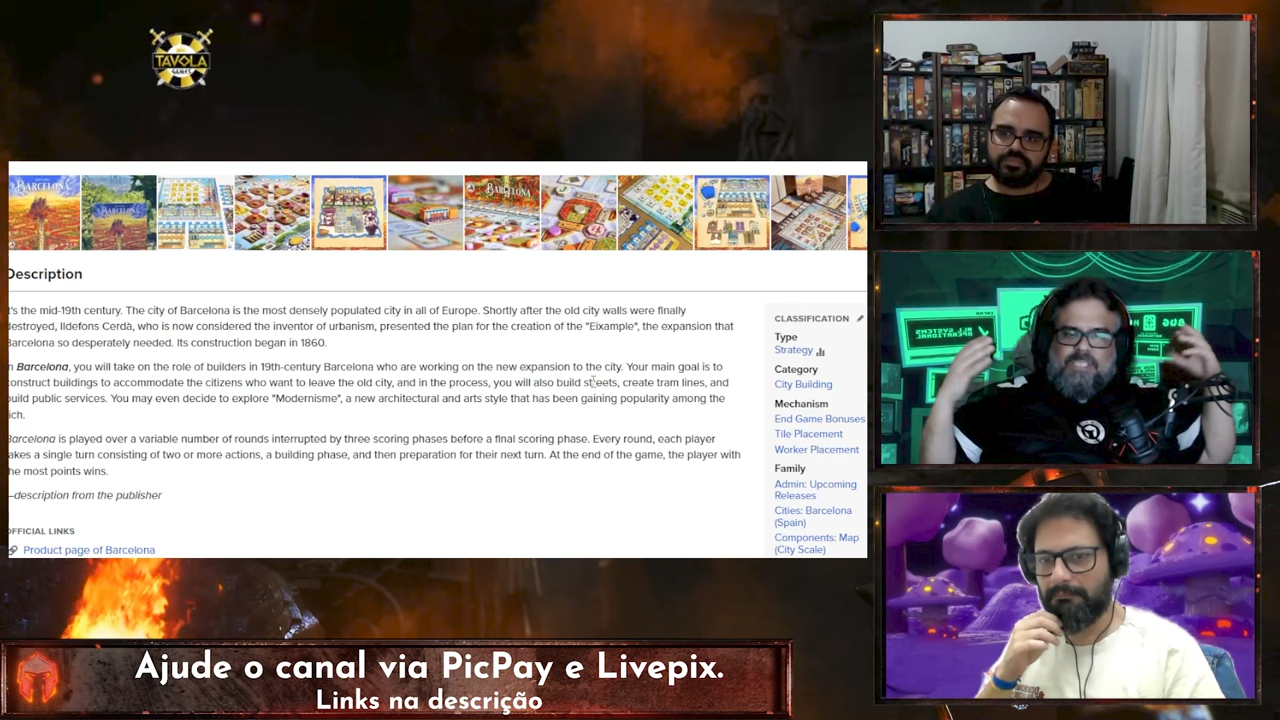 TAVOLA
GAMES
BARCELONA
BARCELONA
BARCELONA
Description
t's the mid-19th century. The city of Barcelona is the most densely populated city in all of Europe. Shortly after the old city walls were finally
destroyed, Ildefons Cerdà, who is now considered the inventor of urbanism, presented the plan for the creation of the "Eixample", the expansion that
Barcelona so desperately needed. Its construction began in 1860.
n Barcelona, you will take on the role of builders in 19th-century Barcelona who are working on the new expansion to the city. Your main goal is to
construct buildings to accommodate the citizens who want to leave the old city, and in the process, you will also build streets, create tram lines, and
build public services. You may even decide to explore "Modernisme", a new architectural and arts style that has been gaining popularity among the
rich.
Barcelona is played over a variable number of rounds interrupted by three scoring phases before a final scoring phase. Every round, each player
takes a single turn consisting of two or more actions, a building phase, and then preparation for their next turn. At the end of the game, the player with
the most points wins.
—description from the publisher
OFFICIAL LINKS
Product page of Barcelona
CLASSIFICATION
Type
Strategy
Category
City Building
Mechanism
End Game Bonuses
Tile Placement
Worker Placement
Family
Admin: Upcoming
Releases
Cities: Barcelona
(Spain)
Components: Map
(City Scale)
ALL SYSTEMS
OPERATIONAL
Ajude o canal via PicPay e Livepix.
Links na descrição